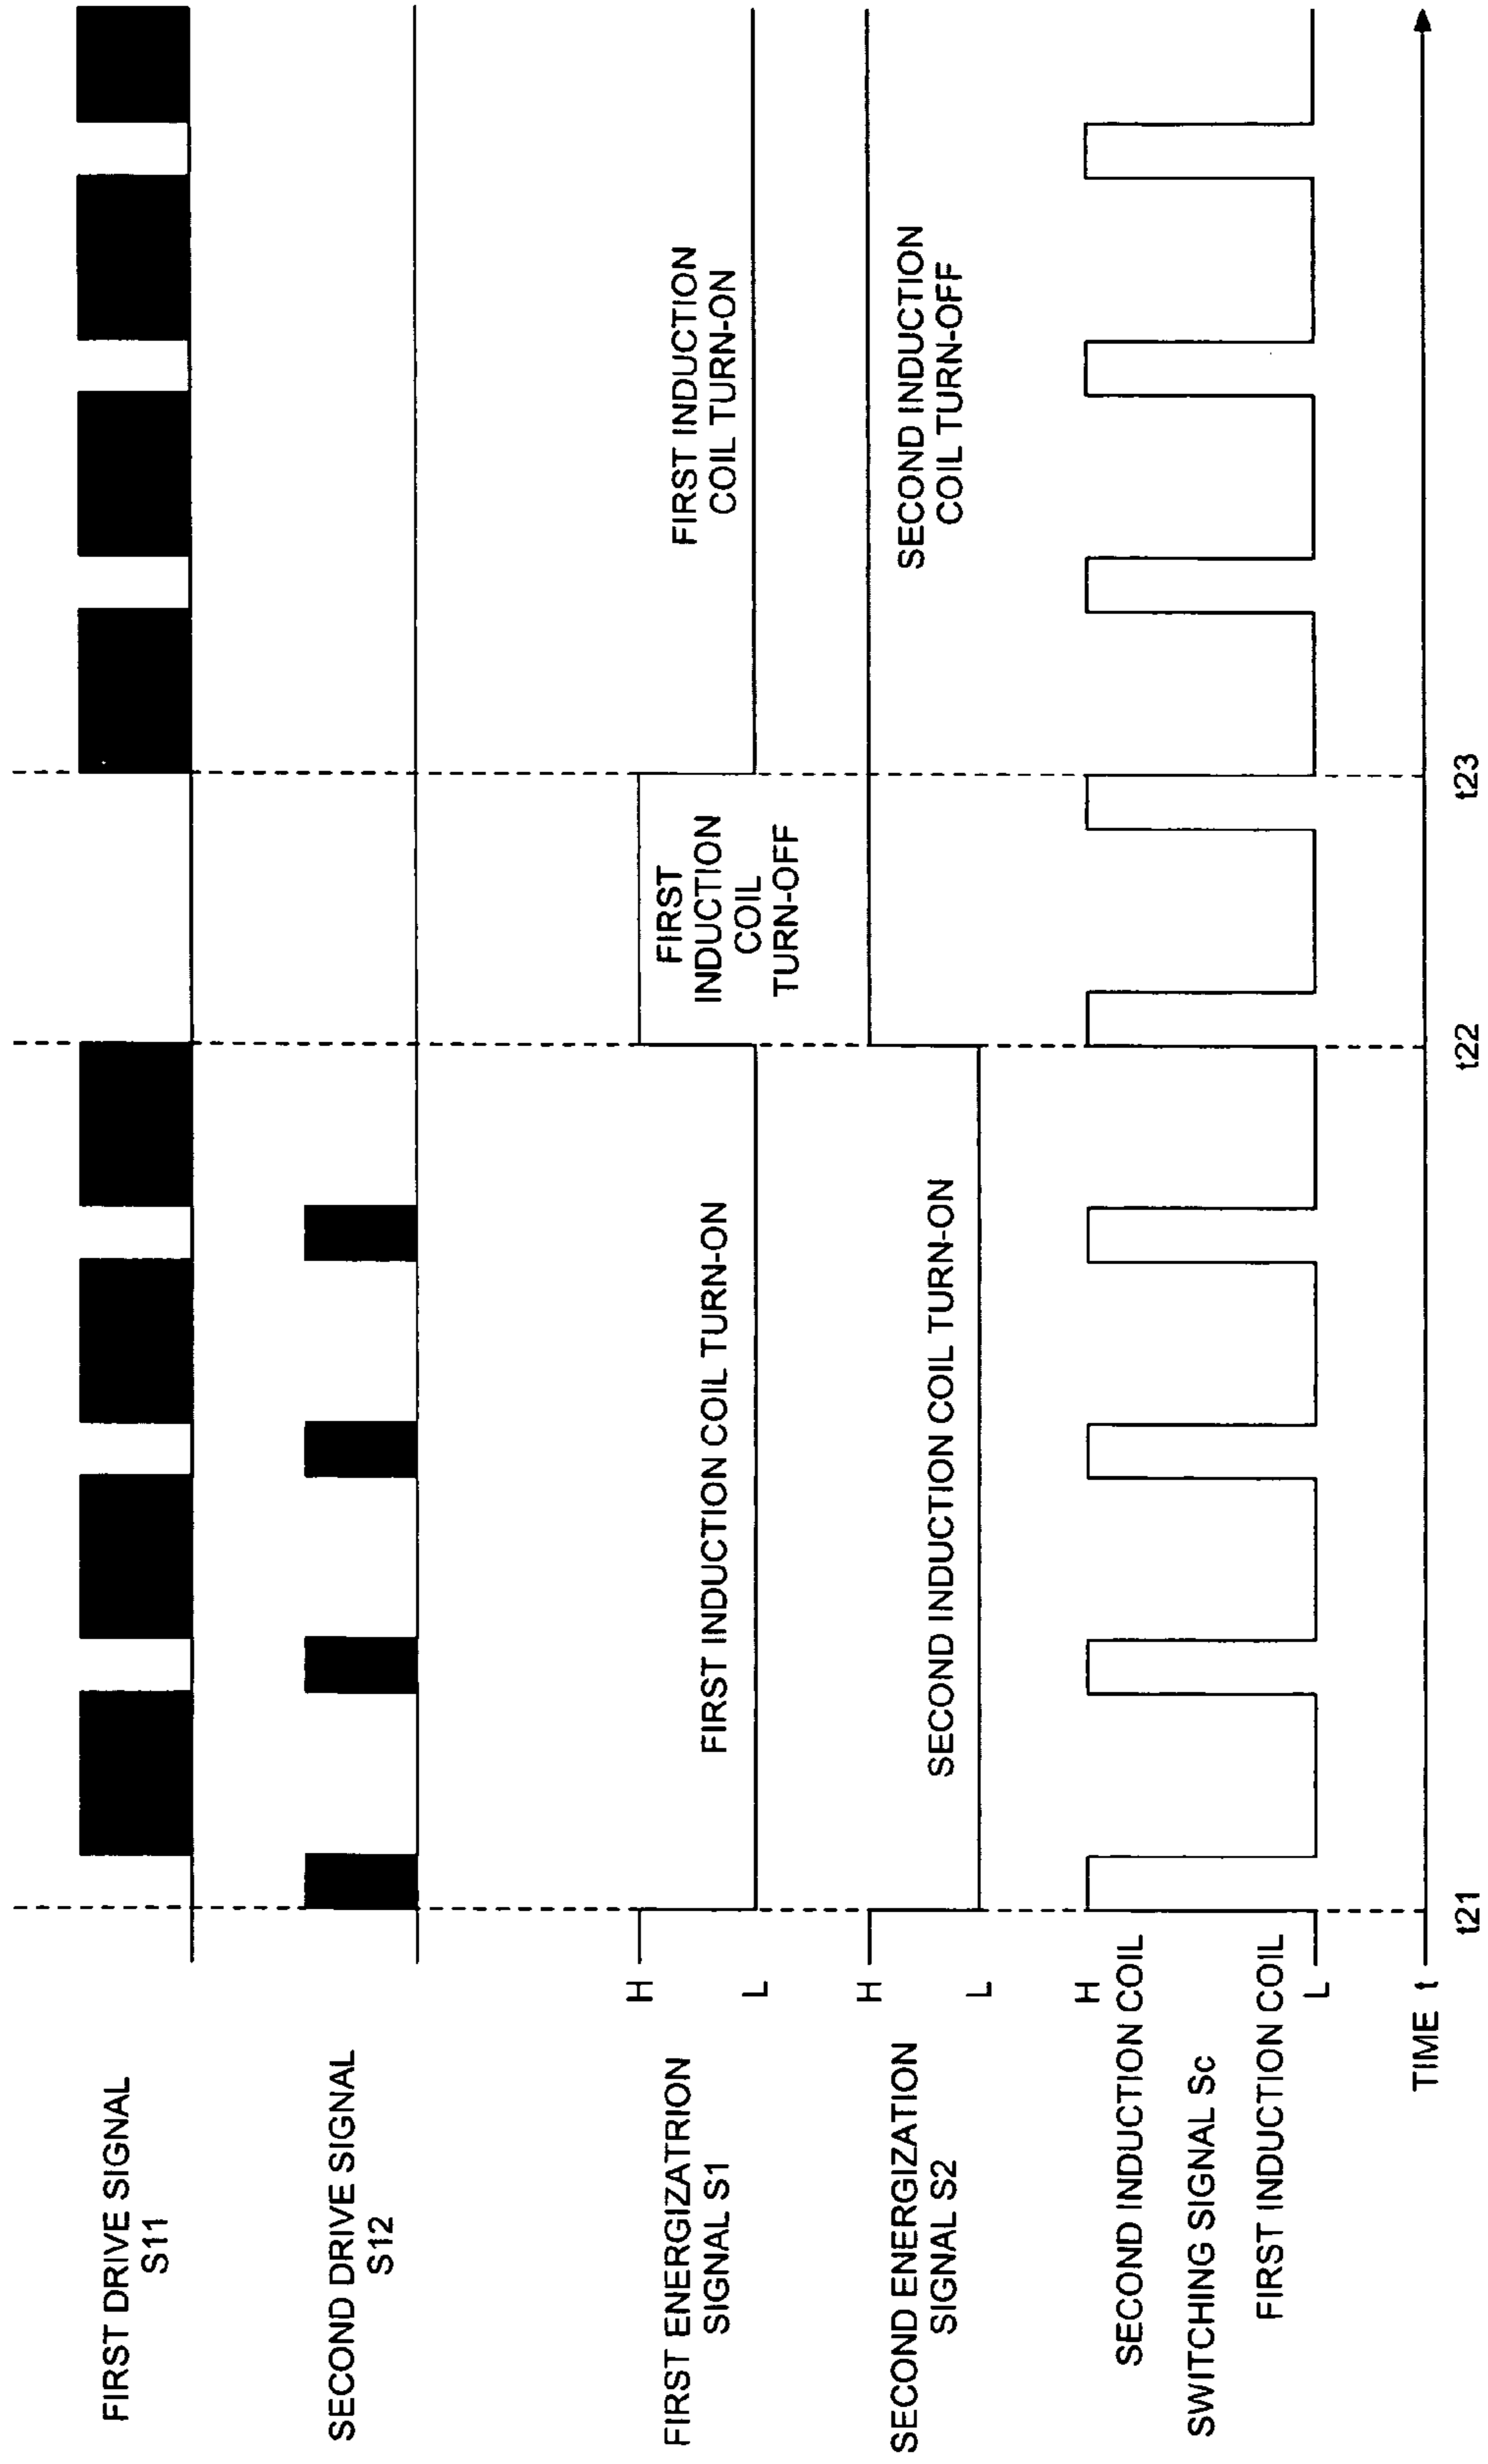 FIRST DRIVE SIGNAL
S11
SECOND DRIVE SIGNAL
S12
FIRST ENERGIZATRION
SIGNAL S1
H
L
FIRST INDUCTION COIL TURN-ON
FIRST
INDUCTION
COIL
TURN-OFF
FIRST INDUCTION
COIL TURN-ON
SECOND ENERGIZATION
SIGNAL S2
H
L
SECOND INDUCTION COIL TURN-ON
SECOND INDUCTION
COIL TURN-OFF
H
SECOND INDUCTION COIL
SWITCHING SIGNAL Sc
FIRST INDUCTION COIL
L
TIME t
t21
t22
t23